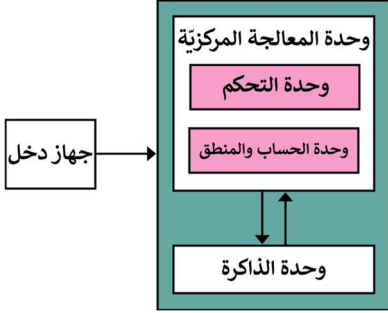 وحدة المعالجة المركزيّة
وحدة التحكم
وحدة الحساب والمنطق
جهاز دخل
وحدة الذاكرة